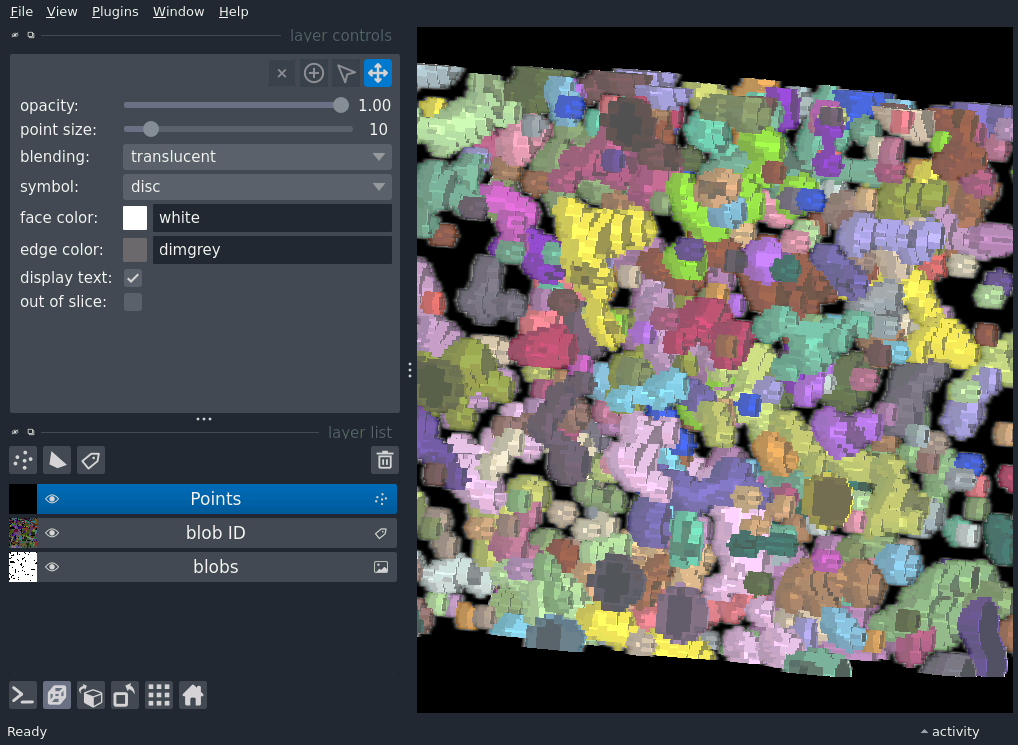 File View Plugins Window Help
layer controls
opacity: 1.00
point size: 10
blending: translucent
symbol: disc
face color: white
edge color: dimgrey
display text:
out of slice:
layer list
Points
blob ID
blobs
Ready activity